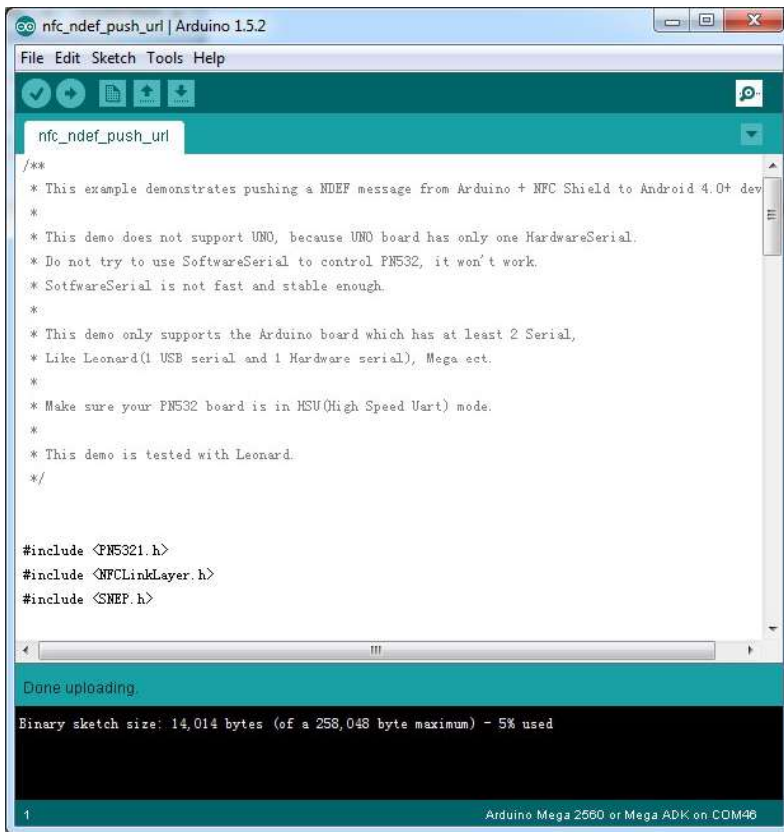 nfc_ndef_push_url | Arduino 1.5.2
File Edit Sketch Tools Help
nfc_ndef_push_url
/**
* This example demonstrates pushing a NDEF message from Arduino + NFC Shield to Android 4.0+ dev
*
* This demo does not support UNO, because UNO board has only one HardwareSerial.
* Do not try to use SoftwareSerial to control PN532, it won't work.
* SotfwareSerial is not fast and stable enough.
*
* This demo only supports the Arduino board which has at least 2 Serial,
* Like Leonard(1 USB serial and 1 Hardware serial), Mega ect.
*
* Make sure your PN532 board is in HSU(High Speed Uart) mode.
*
* This demo is tested with Leonard.
*/
#include <PN5321.h>
#include <NFCLinkLayer.h>
#include <SNEP.h>
Done uploading.
Binary sketch size: 14,014 bytes (of a 258,048 byte maximum) - 5% used
1 Arduino Mega 2560 or Mega ADK on COM46